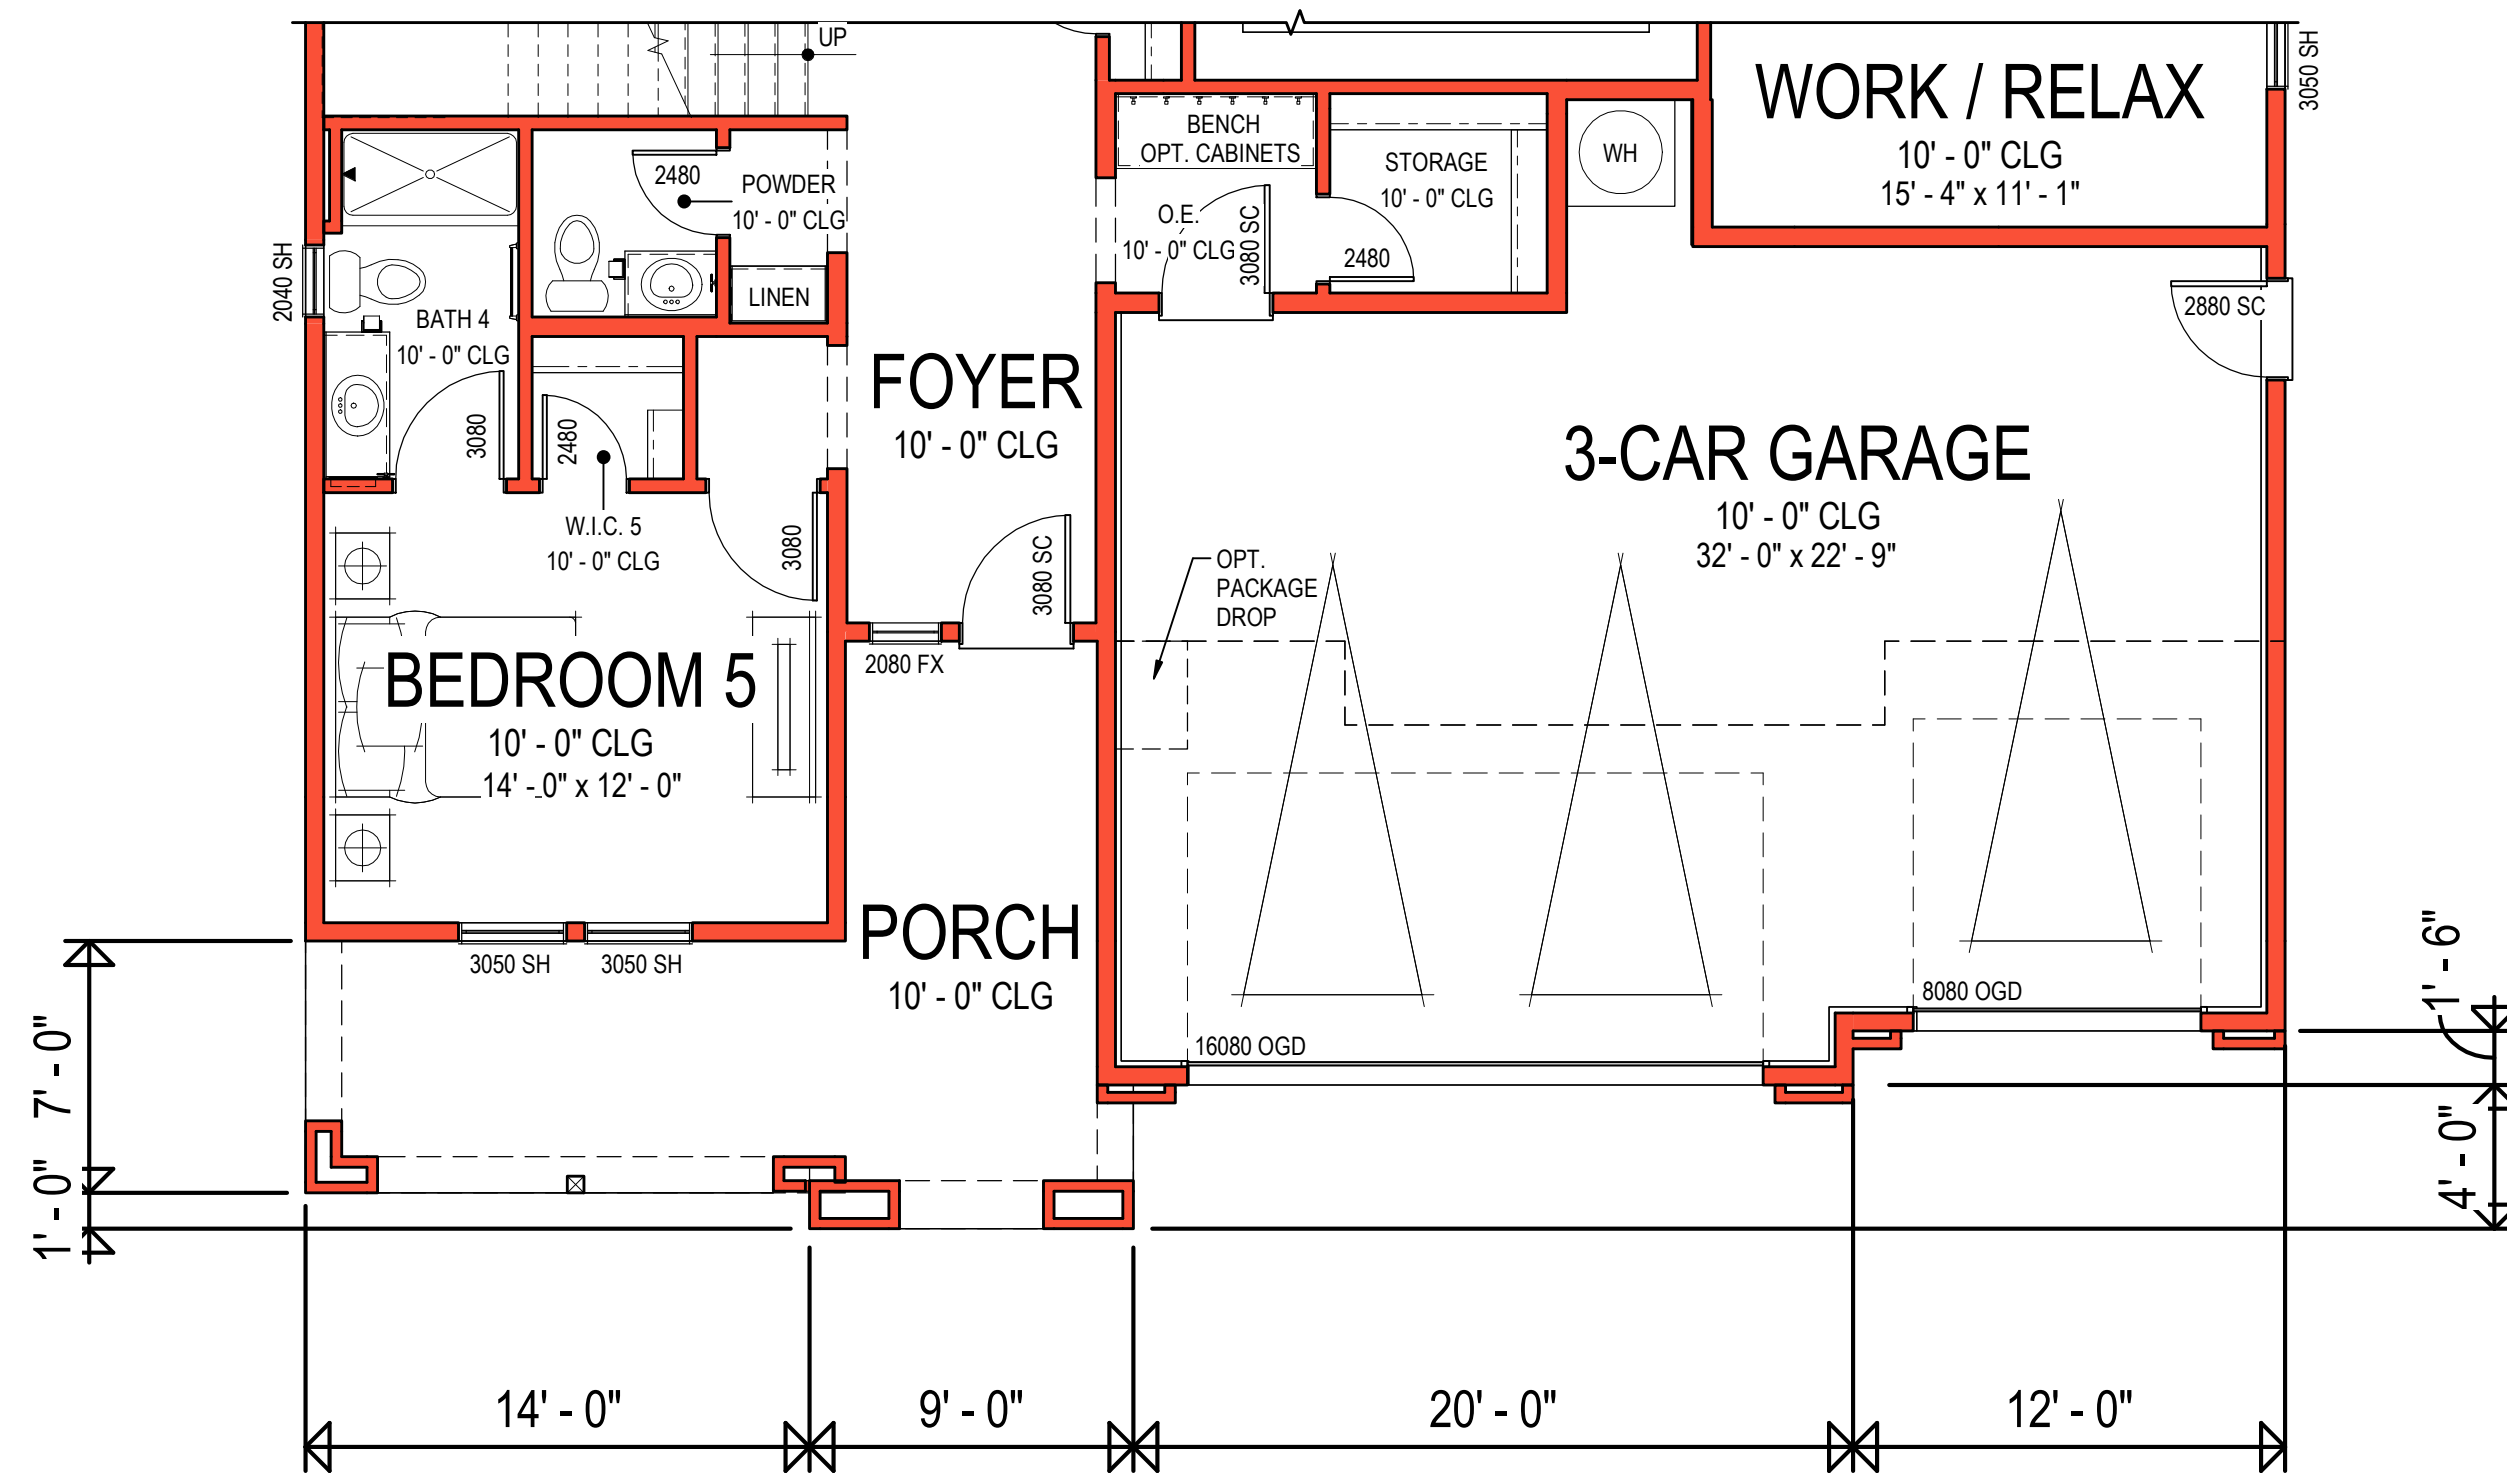 UP
3050 SH
WORK / RELAX
10' - 0" CLG
15' - 4" x 11' - 1"
BENCH
OPT. CABINETS
STORAGE
10' - 0" CLG
WH
2480
POWDER
10' - 0" CLG
O.E.
10' - 0" CLG
3080 SC
2480
2040 SH
LINEN
BATH 4
10' - 0" CLG
2880 SC
FOYER
10' - 0" CLG
3080
2480
3-CAR GARAGE
10' - 0" CLG
32' - 0" x 22' - 9"
W.I.C. 5
10' - 0" CLG
3080
3080 SC
OPT.
PACKAGE
DROP
2080 FX
BEDROOM 5
10' - 0" CLG
14' - 0" x 12' - 0"
PORCH
10' - 0" CLG
3050 SH
3050 SH
8080 OGD
16080 OGD
1' - 6"
7' - 0"
4' - 0"
1' - 0"
14' - 0"
9' - 0"
20' - 0"
12' - 0"